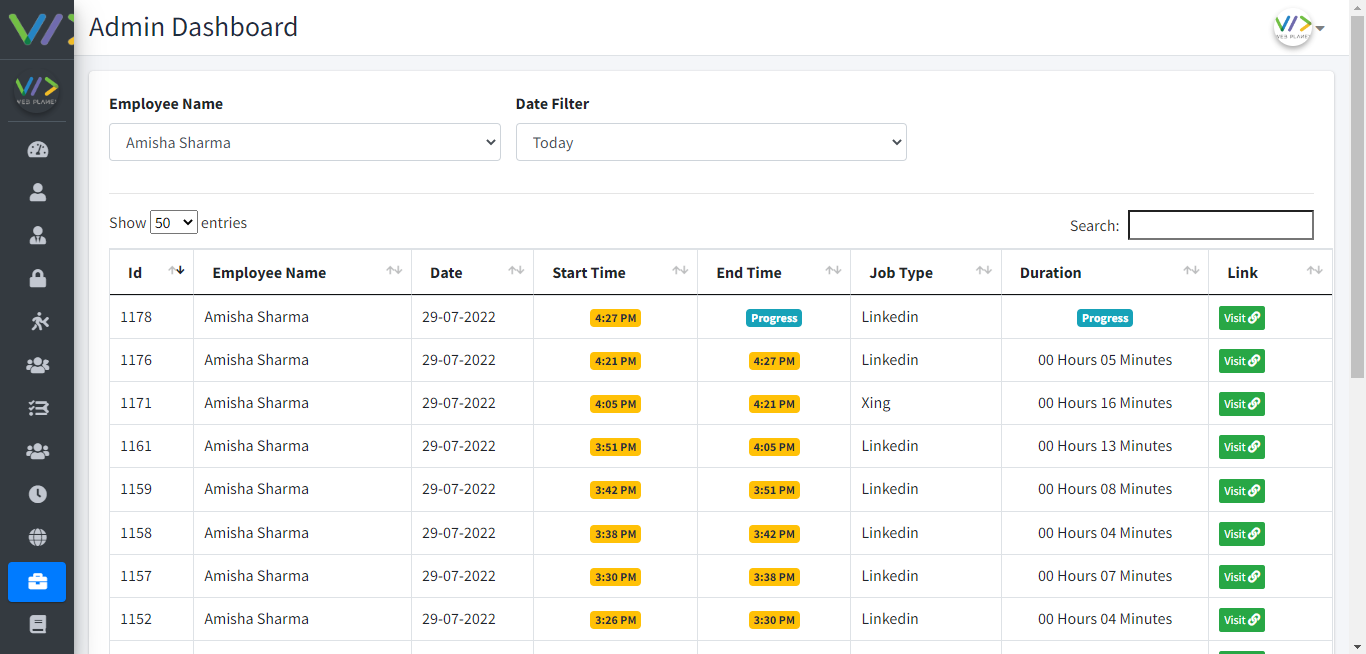 Admin Dashboard
WEB PLANET
WEB PLANET
Employee Name Date Filter
Amisha Sharma Today
Show 50 entries Search:
Id Employee Name Date Start Time End Time Job Type Duration Link
1178 Amisha Sharma 29-07-2022 4:27 PM Progress Linkedin Progress Visit
1176 Amisha Sharma 29-07-2022 4:21 PM 4:27 PM Linkedin 00 Hours 05 Minutes Visit
1171 Amisha Sharma 29-07-2022 4:05 PM 4:21 PM Xing 00 Hours 16 Minutes Visit
1161 Amisha Sharma 29-07-2022 3:51 PM 4:05 PM Linkedin 00 Hours 13 Minutes Visit
1159 Amisha Sharma 29-07-2022 3:42 PM 3:51 PM Linkedin 00 Hours 08 Minutes Visit
1158 Amisha Sharma 29-07-2022 3:38 PM 3:42 PM Linkedin 00 Hours 04 Minutes Visit
1157 Amisha Sharma 29-07-2022 3:30 PM 3:38 PM Linkedin 00 Hours 07 Minutes Visit
1152 Amisha Sharma 29-07-2022 3:26 PM 3:30 PM Linkedin 00 Hours 04 Minutes Visit